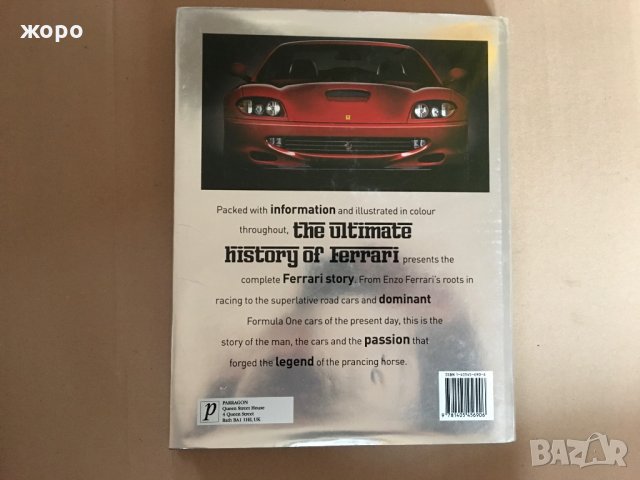 жоро
Packed with information and illustrated in colour
throughout, the ultimate
history of Ferrari presents the
complete Ferrari story. From Enzo Ferrari's roots in
racing to the superlative road cars and dominant
Formula One cars of the present day, this is the
story of the man, the cars and the passion that
forged the legend of the prancing horse.
p
PARRAGON
Queen Street House
4 Queen Street
Bath BA1 1HE, UK
9 781405 456906
BAZAR
bg